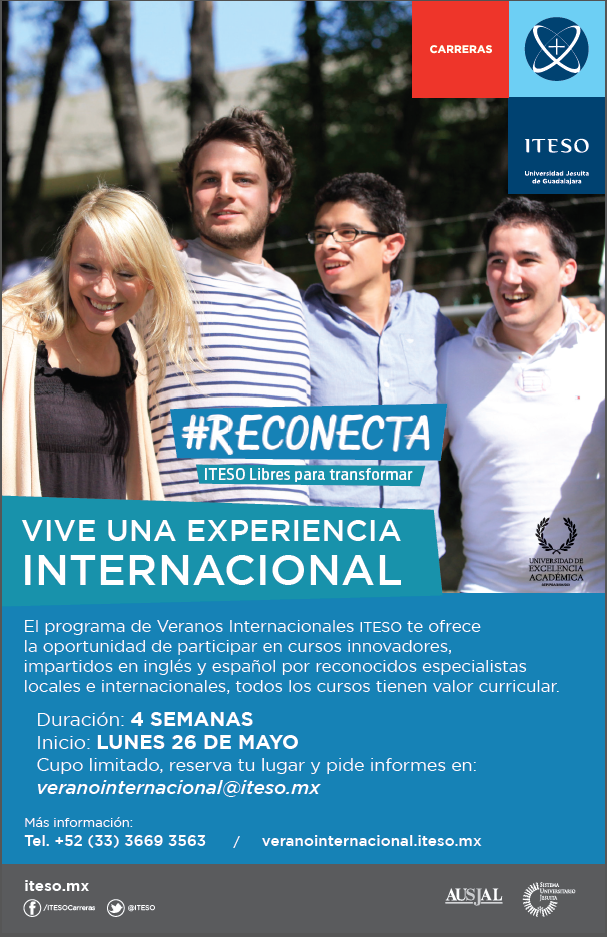 CARRERAS
ITESO
Universidad Jesuita
de Guadalajara
#RECONECTA
ITESO Libres para transformar
VIVE UNA EXPERIENCIA
INTERNACIONAL
UNIVERSIDAD DE
EXCELENCIA
ACADÉMICA
El programa de Veranos Internacionales ITESO te ofrece
la oportunidad de participar en cursos innovadores,
impartidos en inglés y español por reconocidos especialistas
locales e internacionales, todos los cursos tienen valor curricular.
Duración: 4 SEMANAS
Inicio: LUNES 26 DE MAYO
Cupo limitado, reserva tu lugar y pide informes en:
veranointernacional@iteso.mx
Más información:
Tel. +52 (33) 3669 3563 / veranointernacional.iteso.mx
iteso.mx
/ITESOCarreras @ITESO
AUSJAL
SISTEMA
UNIVERSITARIO
JESUITA